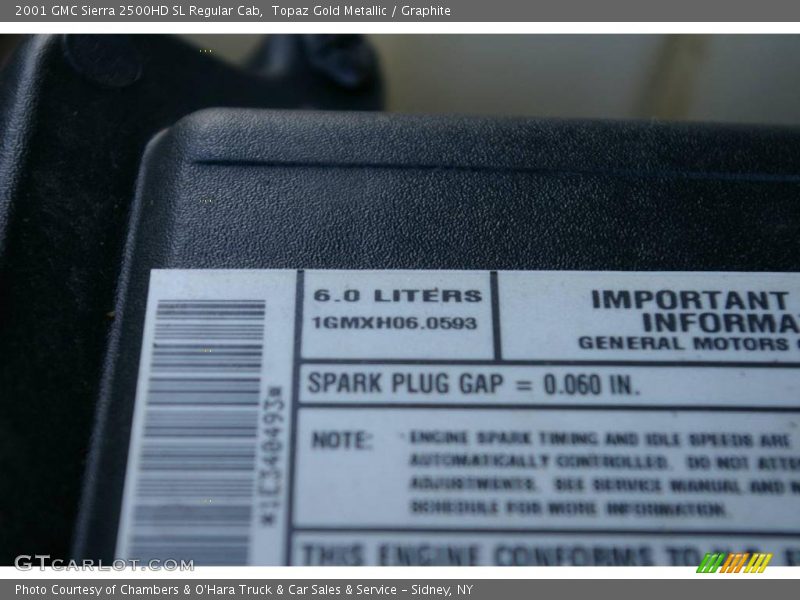 2001 GMC Sierra 2500HD SL Regular Cab, Topaz Gold Metallic / Graphite
6.0 LITERS
1GMXH06.0593
IMPORTANT
INFORMA
GENERAL MOTORS
SPARK PLUG GAP = 0.060 IN.
NOTE: ENGINE SPARK TIMING AND IDLE SPEEDS ARE
AUTOMATICALLY CONTROLLED. DO NOT ATTE
ADJUSTMENTS. SEE SERVICE MANUAL AND
SCHEDULE FOR MORE INFORMATION.
THIS ENGINE CONFORMS TO
*1C340493*
GTCARLOT.COM
Photo Courtesy of Chambers & O'Hara Truck & Car Sales & Service – Sidney, NY